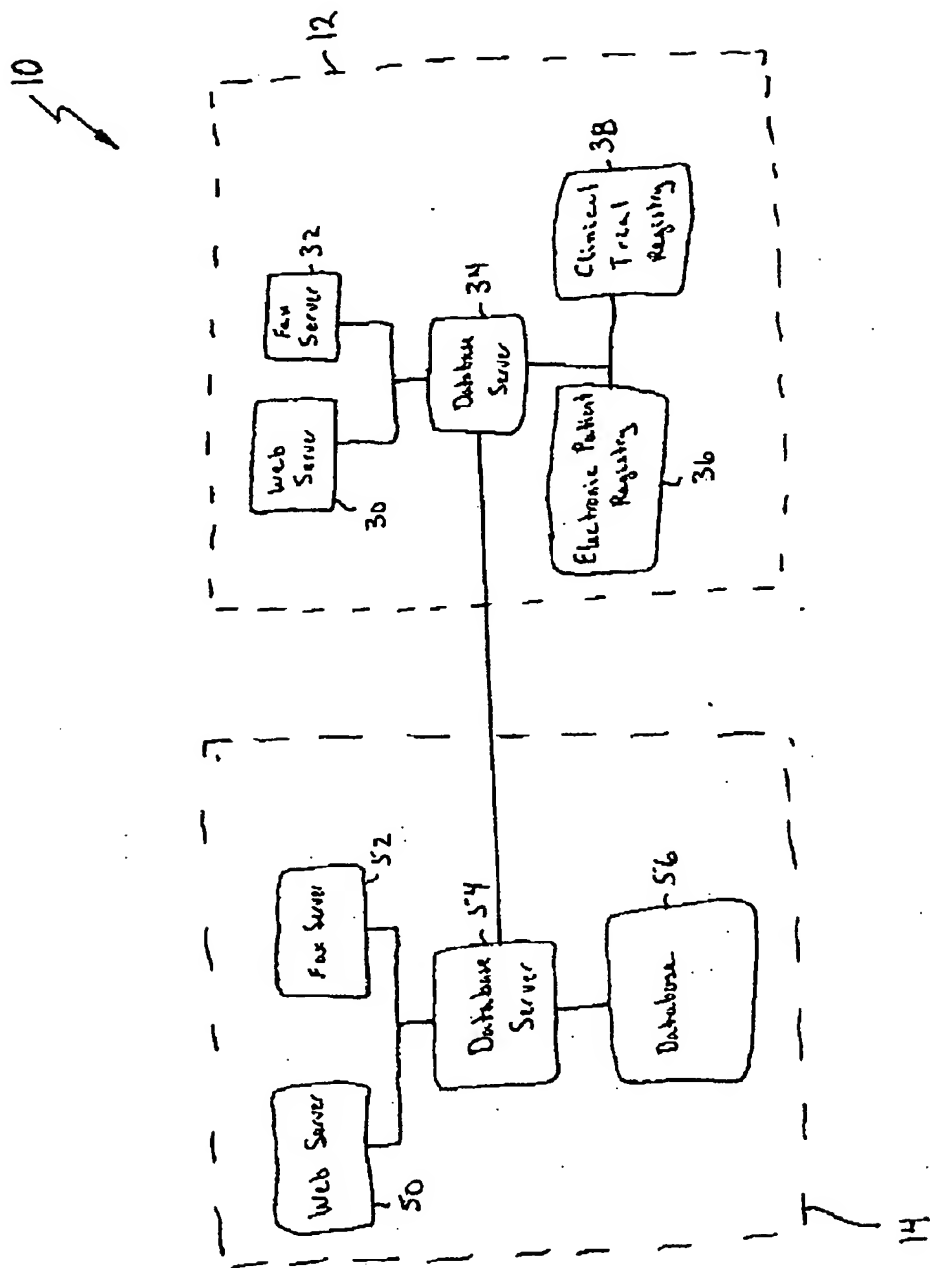 10
12
Web Server
50
Fax Server
52
Web
Server
30
Fax
Server
32
Database
Server
54
Database
Server
34
Database
56
Electronic Patient
Registry
36
Clinical
Trial
Registry
38
14